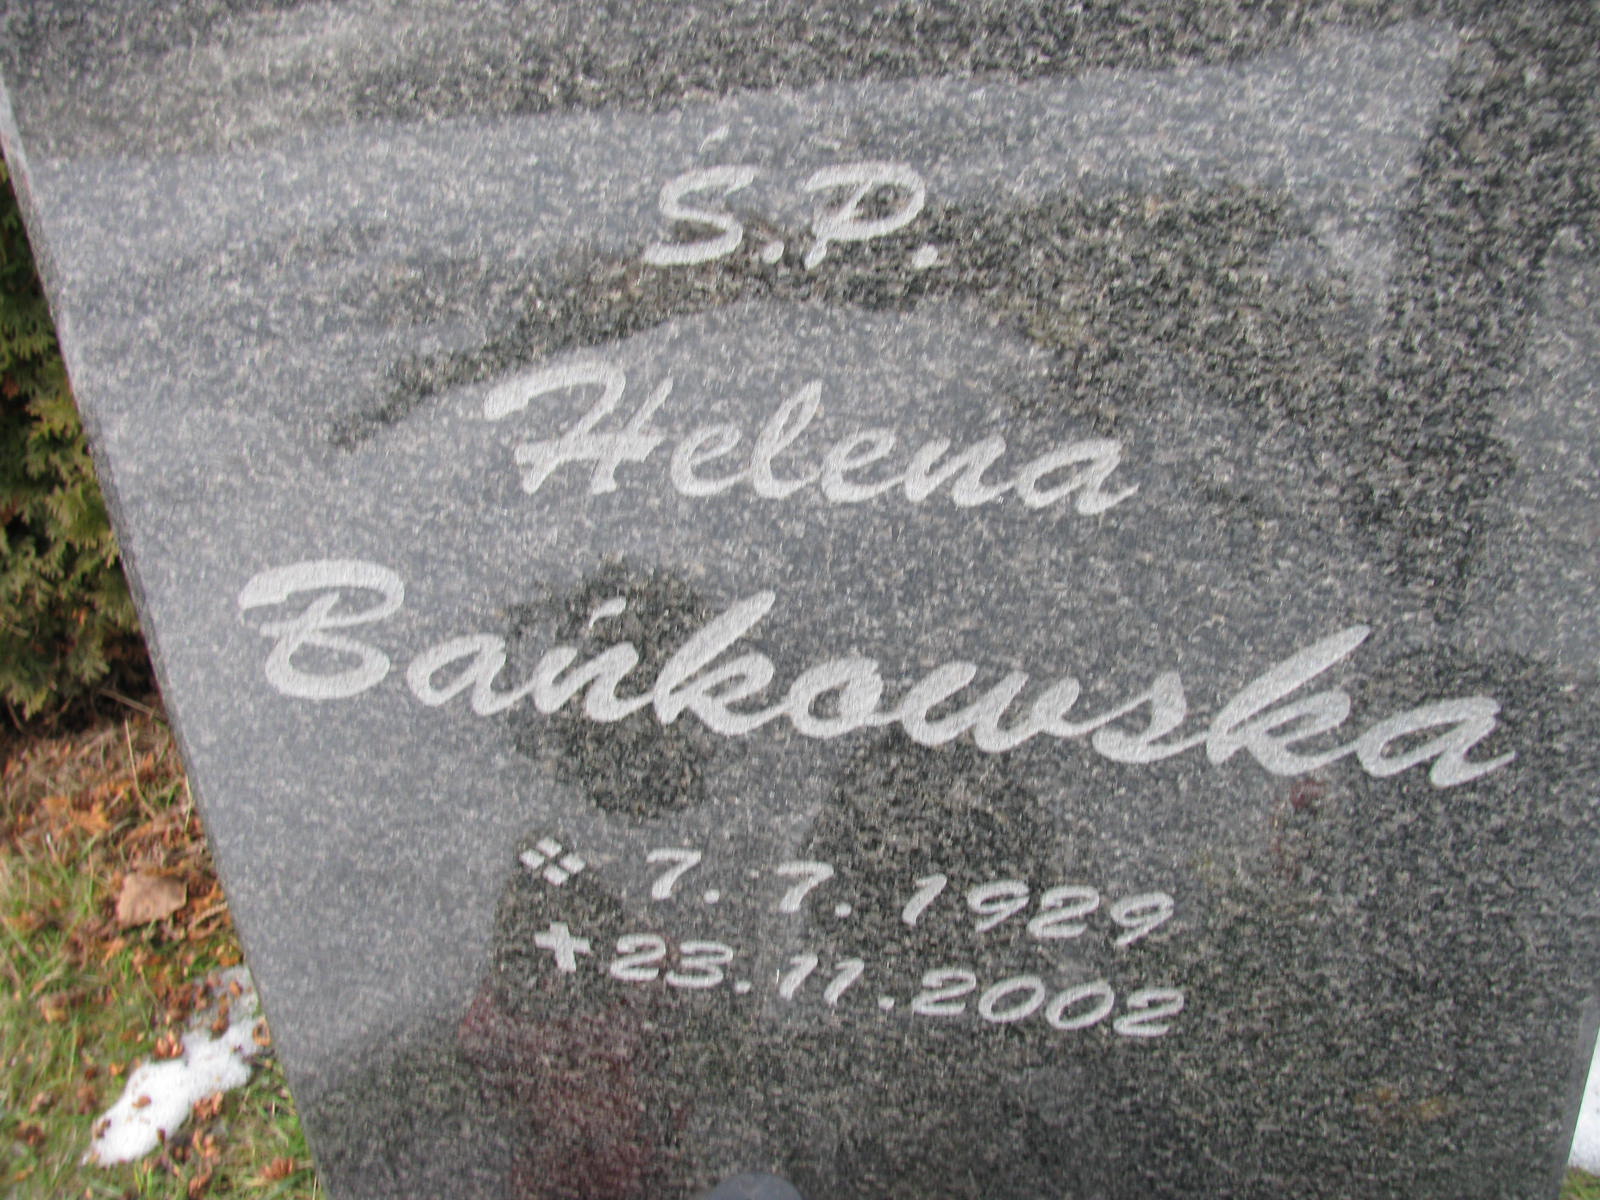 Ś.P.
Helena
Bańkowska
7. 7. 1929
23.11.2002